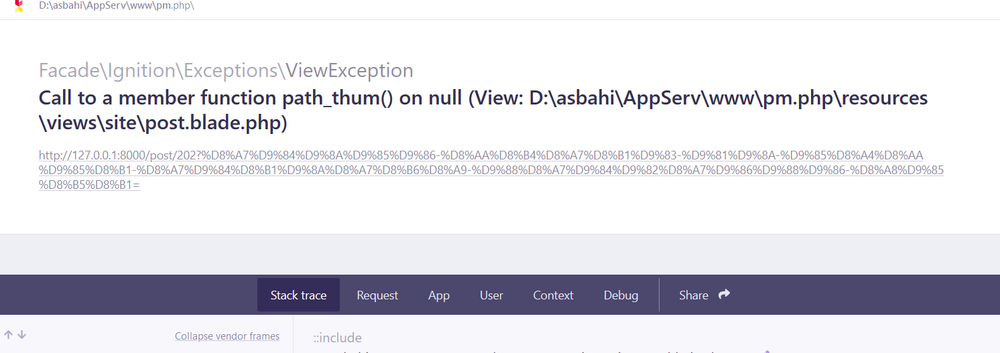 D:\asbahi\AppServ\www\pm.php\
Facade\Ignition\Exceptions\ViewException
Call to a member function path_thum() on null (View: D:\asbahi\AppServ\www\pm.php\resources
\views\site\post.blade.php)
http://127.0.0.1:8000/post/202?%D8%A7%D9%84%D9%8A%D9%85%D9%86-%D8%AA%D8%B4%D8%A7%D8%B1%D9%83-%D9%81%D9%8A-%D9%85%D8%A4%D8%AA
%D9%85%D8%B1-%D8%A7%D9%84%D8%B1%D9%8A%D8%A7%D8%B6%D8%A9-%D9%88%D8%A7%D9%84%D9%82%D8%A7%D9%86%D9%88%D9%86-%D8%A8%D9%85
%D8%B5%D8%B1=
Stack trace Request App User Context Debug Share
Collapse vendor frames
::include